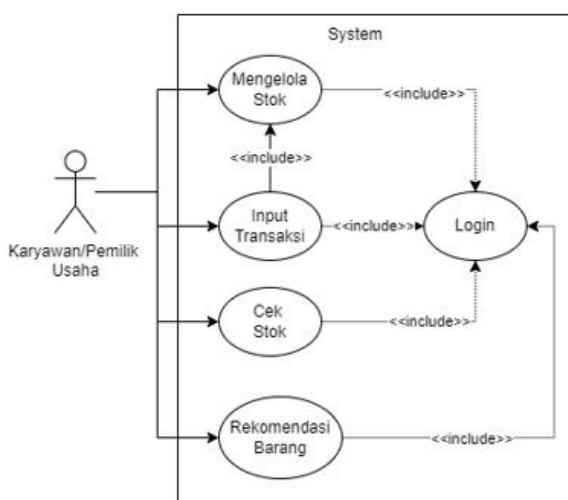 System
Mengelola
Stok
<<include>>
<<include>>
Karyawan/Pemilik
Usaha
Input
Transaksi
<<include>>
Login
Cek
Stok
<<include>>
Rekomendasi
Barang
<<include>>